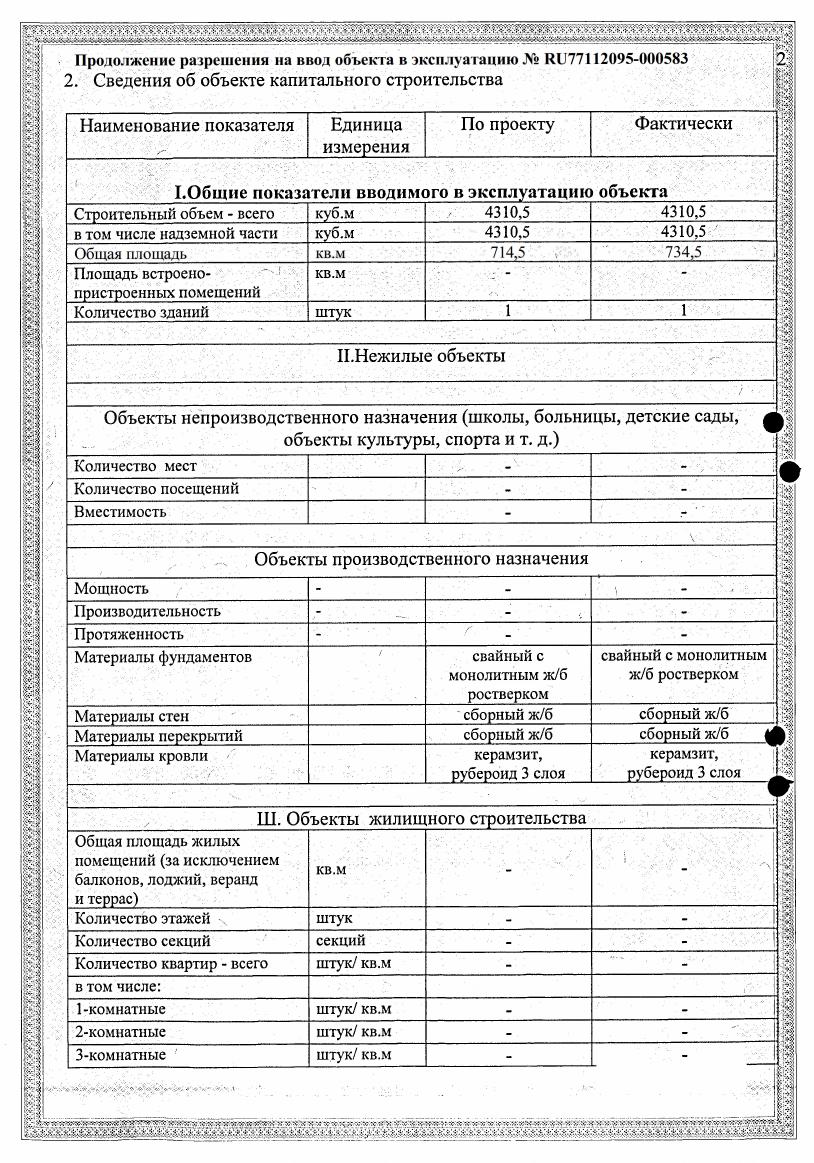 Продолжение разрешения на ввод объекта в эксплуатацию № RU77112095-000583
2
2. Сведения об объекте капитального строительства
Наименование показателя Единица измерения По проекту Фактически
I.Общие показатели вводимого в эксплуатацию объекта
Строительный объем - всего куб.м 4310,5 4310,5
в том числе надземной части куб.м 4310,5 4310,5
Общая площадь кв.м 714,5 734,5
Площадь встроено- кв.м - -
пристроенных помещений
Количество зданий штук 1 1
II.Нежилые объекты
Объекты непроизводственного назначения (школы, больницы, детские сады,
объекты культуры, спорта и т. д.)
Количество мест - -
Количество посещений - -
Вместимость - -
Объекты производственного назначения
Мощность - - -
Производительность - - -
Протяженность - - -
Материалы фундаментов свайный с свайный с монолитным
монолитным ж/б ж/б ростверком
ростверком
Материалы стен сборный ж/б сборный ж/б
Материалы перекрытий сборный ж/б сборный ж/б
Материалы кровли керамзит, керамзит,
рубероид 3 слоя рубероид 3 слоя
Ш. Объекты жилищного строительства
Общая площадь жилых
помещений (за исключением
балконов, лоджий, веранд
и террас) кв.м - -
Количество этажей штук - -
Количество секций секций - -
Количество квартир - всего штук/ кв.м - -
в том числе:
1-комнатные штук/ кв.м - -
2-комнатные штук/ кв.м - -
3-комнатные штук/ кв.м - -